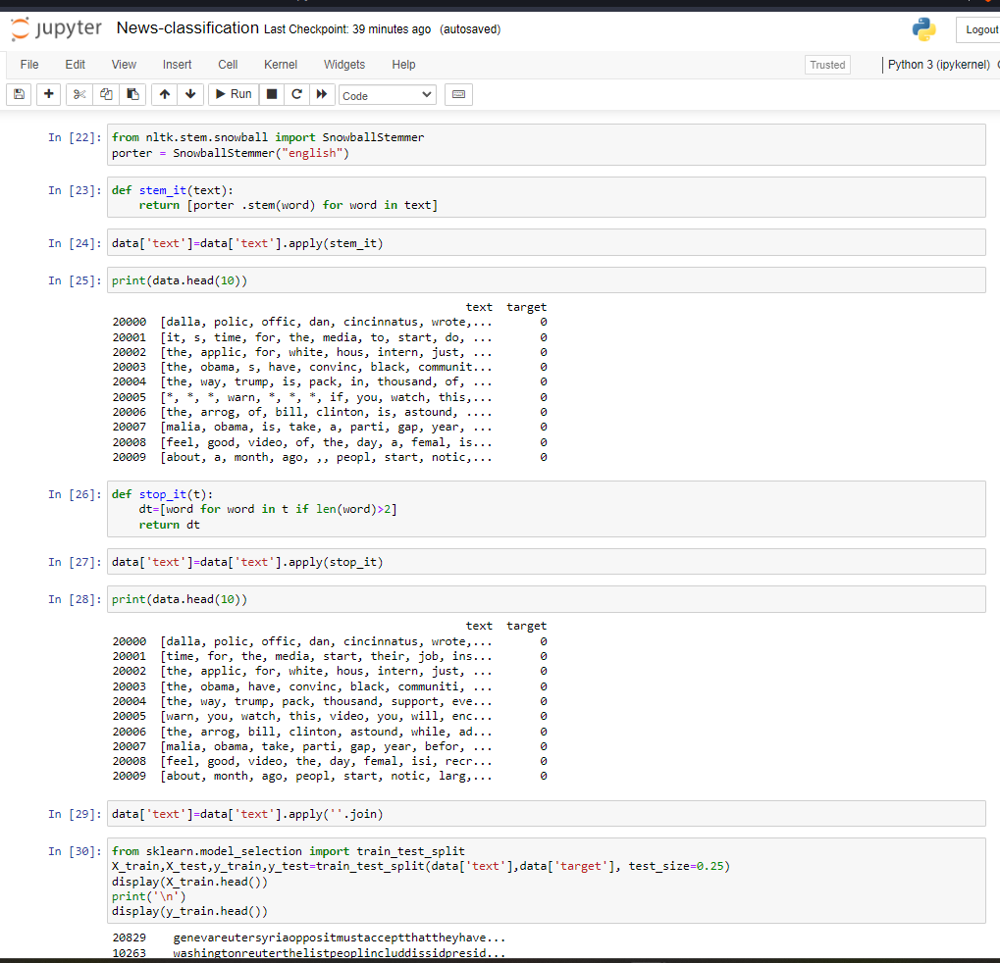 jupyter News-classification Last Checkpoint: 39 minutes ago (autosaved) Logout
File Edit View Insert Cell Kernel Widgets Help Trusted Python 3 (ipykernel)
Run Code
In [22]: from nltk.stem.snowball import SnowballStemmer
porter = SnowballStemmer("english")
In [23]: def stem_it(text):
return [porter .stem(word) for word in text]
In [24]: data['text']=data['text'].apply(stem_it)
In [25]: print(data.head(10))
text target
20000 [dalla, polic, offic, dan, cincinnatus, wrote,... 0
20001 [it, s, time, for, the, media, to, start, do, ... 0
20002 [the, applic, for, white, hous, intern, just, ... 0
20003 [the, obama, s, have, convinc, black, communit... 0
20004 [the, way, trump, is, pack, in, thousand, of, ... 0
20005 [*, *, *, warn, *, *, *, if, you, watch, this,... 0
20006 [the, arrog, of, bill, clinton, is, astound, .... 0
20007 [malia, obama, is, take, a, parti, gap, year, ... 0
20008 [feel, good, video, of, the, day, a, femal, is... 0
20009 [about, a, month, ago, ,, peopl, start, notic,... 0
In [26]: def stop_it(t):
dt=[word for word in t if len(word)>2]
return dt
In [27]: data['text']=data['text'].apply(stop_it)
In [28]: print(data.head(10))
text target
20000 [dalla, polic, offic, dan, cincinnatus, wrote,... 0
20001 [time, for, the, media, start, their, job, ins... 0
20002 [the, applic, for, white, hous, intern, just, ... 0
20003 [the, obama, have, convinc, black, communiti, ... 0
20004 [the, way, trump, pack, thousand, support, eve... 0
20005 [warn, you, watch, this, video, you, will, enc... 0
20006 [the, arrog, bill, clinton, astound, while, ad... 0
20007 [malia, obama, take, parti, gap, year, befor, ... 0
20008 [feel, good, video, the, day, femal, isi, recr... 0
20009 [about, month, ago, peopl, start, notic, larg,... 0
In [29]: data['text']=data['text'].apply(''.join)
In [30]: from sklearn.model_selection import train_test_split
X_train,X_test,y_train,y_test=train_test_split(data['text'],data['target'], test_size=0.25)
display(X_train.head())
print('\n')
display(y_train.head())
20829 genevareutersyriaoppositmustacceptthattheyhave...
10263 washingtonreuterthelistpeoplincluddissidpresid...